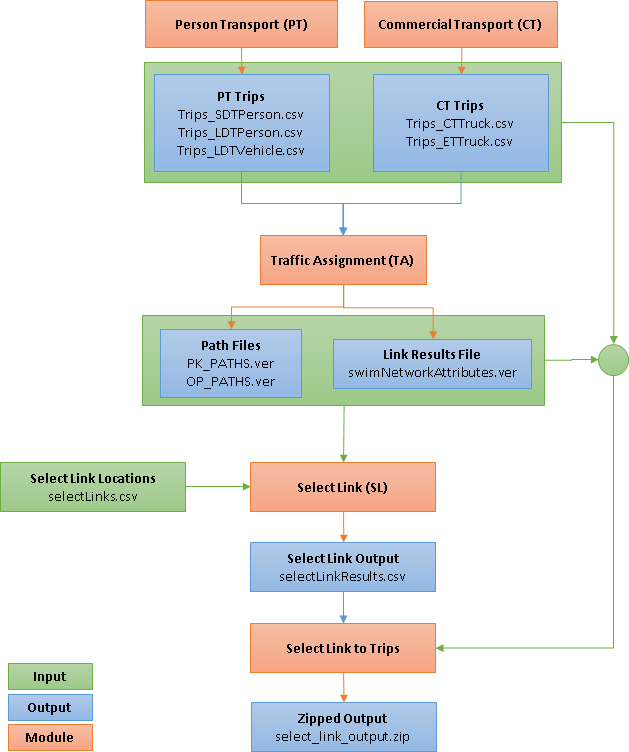 Person Transport (PT)
Commercial Transport (CT)
PT Trips
Trips_SDTPerson.csv
Trips_LDTPerson.csv
Trips_LDTVehicle.csv
CT Trips
Trips_CTTruck.csv
Trips_ETTruck.csv
Traffic Assignment (TA)
Path Files
PK_PATHS.ver
OP_PATHS.ver
Link Results File
swimNetworkAttributes.ver
Select Link Locations
selectLinks.csv
Select Link (SL)
Select Link Output
selectLinkResults.csv
Select Link to Trips
Zipped Output
select_link_output.zip
Input
Output
Module